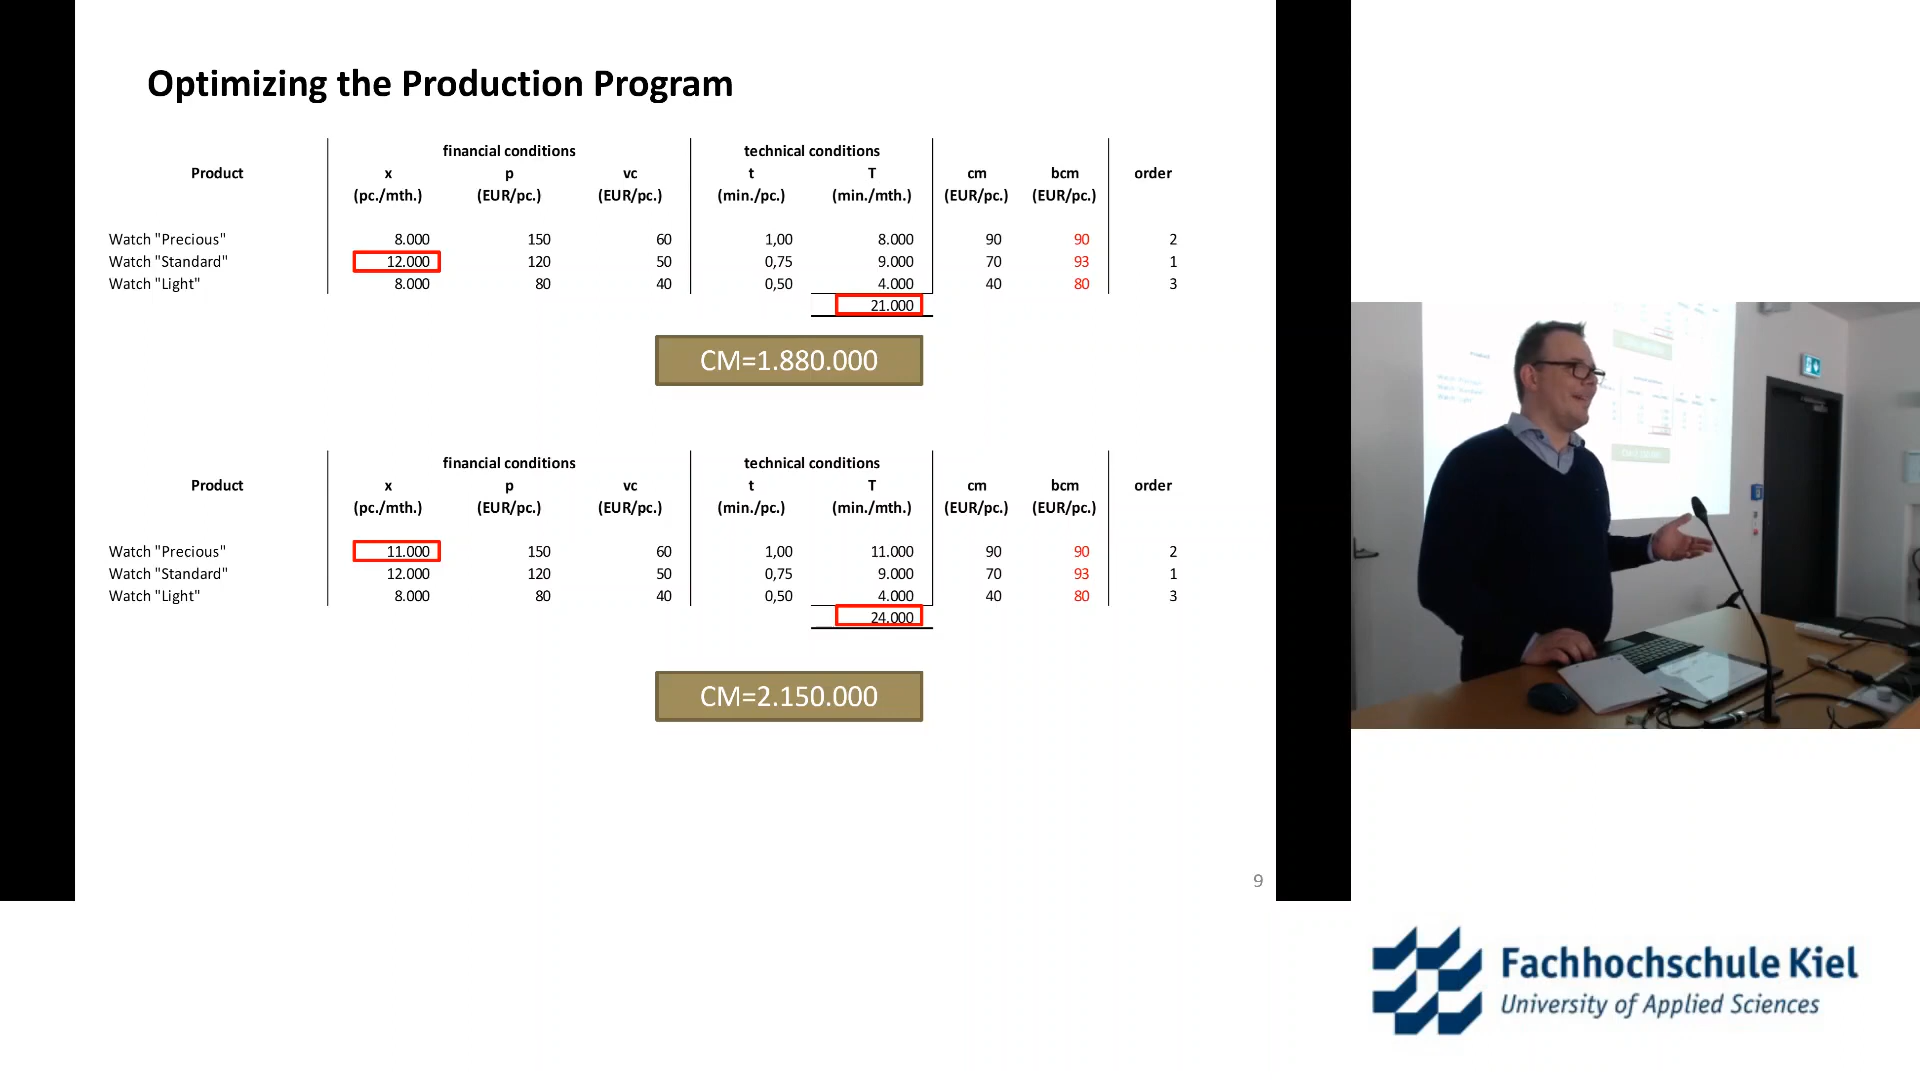 Optimizing the Production Program
financial conditions technical conditions
Product x p vc t T cm bcm order
(pc./mth.) (EUR/pc.) (EUR/pc.) (min./pc.) (min./mth.) (EUR/pc.) (EUR/pc.)
Watch "Precious" 8.000 150 60 1,00 8.000 90 90 2
Watch "Standard" 12.000 120 50 0,75 9.000 70 93 1
Watch "Light" 8.000 80 40 0,50 4.000 40 80 3
21.000
CM=1.880.000
financial conditions technical conditions
Product x p vc t T cm bcm order
(pc./mth.) (EUR/pc.) (EUR/pc.) (min./pc.) (min./mth.) (EUR/pc.) (EUR/pc.)
Watch "Precious" 11.000 150 60 1,00 11.000 90 90 2
Watch "Standard" 12.000 120 50 0,75 9.000 70 93 1
Watch "Light" 8.000 80 40 0,50 4.000 40 80 3
24.000
CM=2.150.000
9
Fachhochschule Kiel
University of Applied Sciences